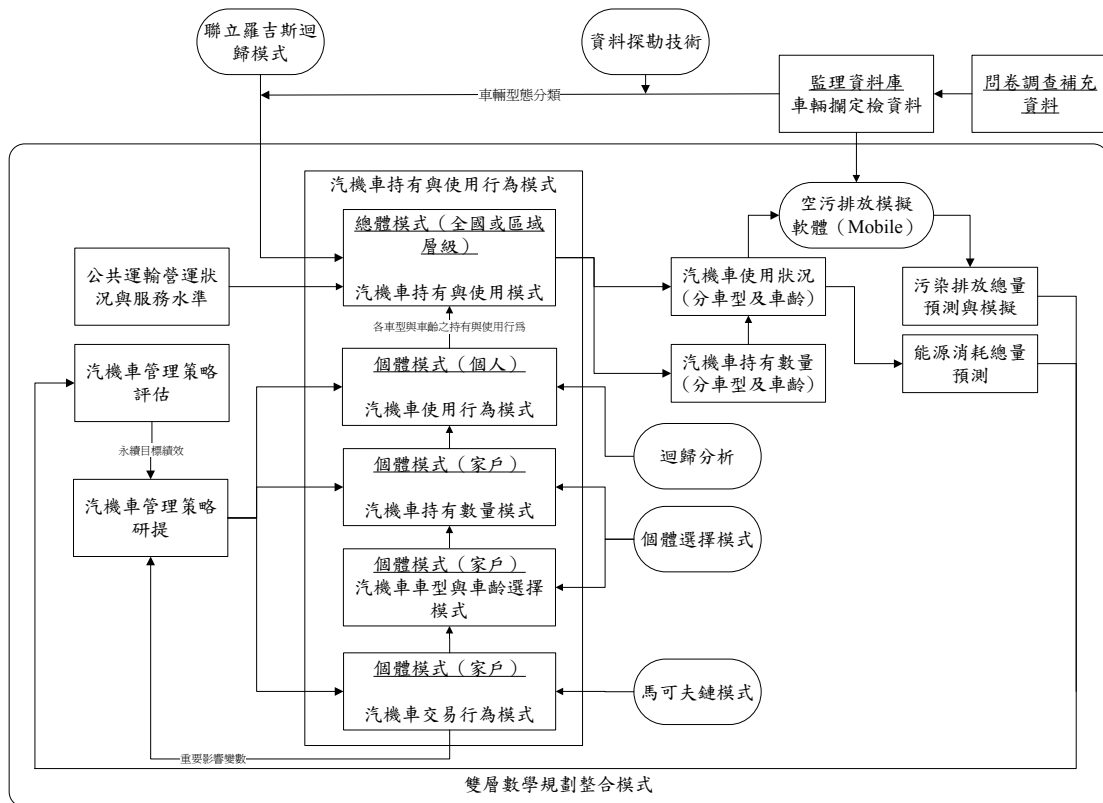 聯立羅吉斯迴
歸模式
資料探勘技術
監理資料庫
車輛攔定檢資料
問卷調查補充
資料
車輛型態分類
汽機車持有與使用行為模式
總體模式（全國或區域
層級）
汽機車持有與使用模式
空污排放模擬
軟體（Mobile）
公共運輸營運狀
況與服務水準
汽機車使用狀況
(分車型及車齡)
污染排放總量
預測與模擬
各車型與車齡之持有與使用行為
汽機車管理策略
評估
個體模式（個人）
汽機車使用行為模式
汽機車持有數量
(分車型及車齡)
能源消耗總量
預測
永續目標績效
迴歸分析
個體模式（家戶）
汽機車持有數量模式
汽機車管理策略
研提
個體選擇模式
個體模式（家戶）
汽機車車型與車齡選擇
模式
個體模式（家戶）
汽機車交易行為模式
馬可夫鏈模式
重要影響變數
雙層數學規劃整合模式